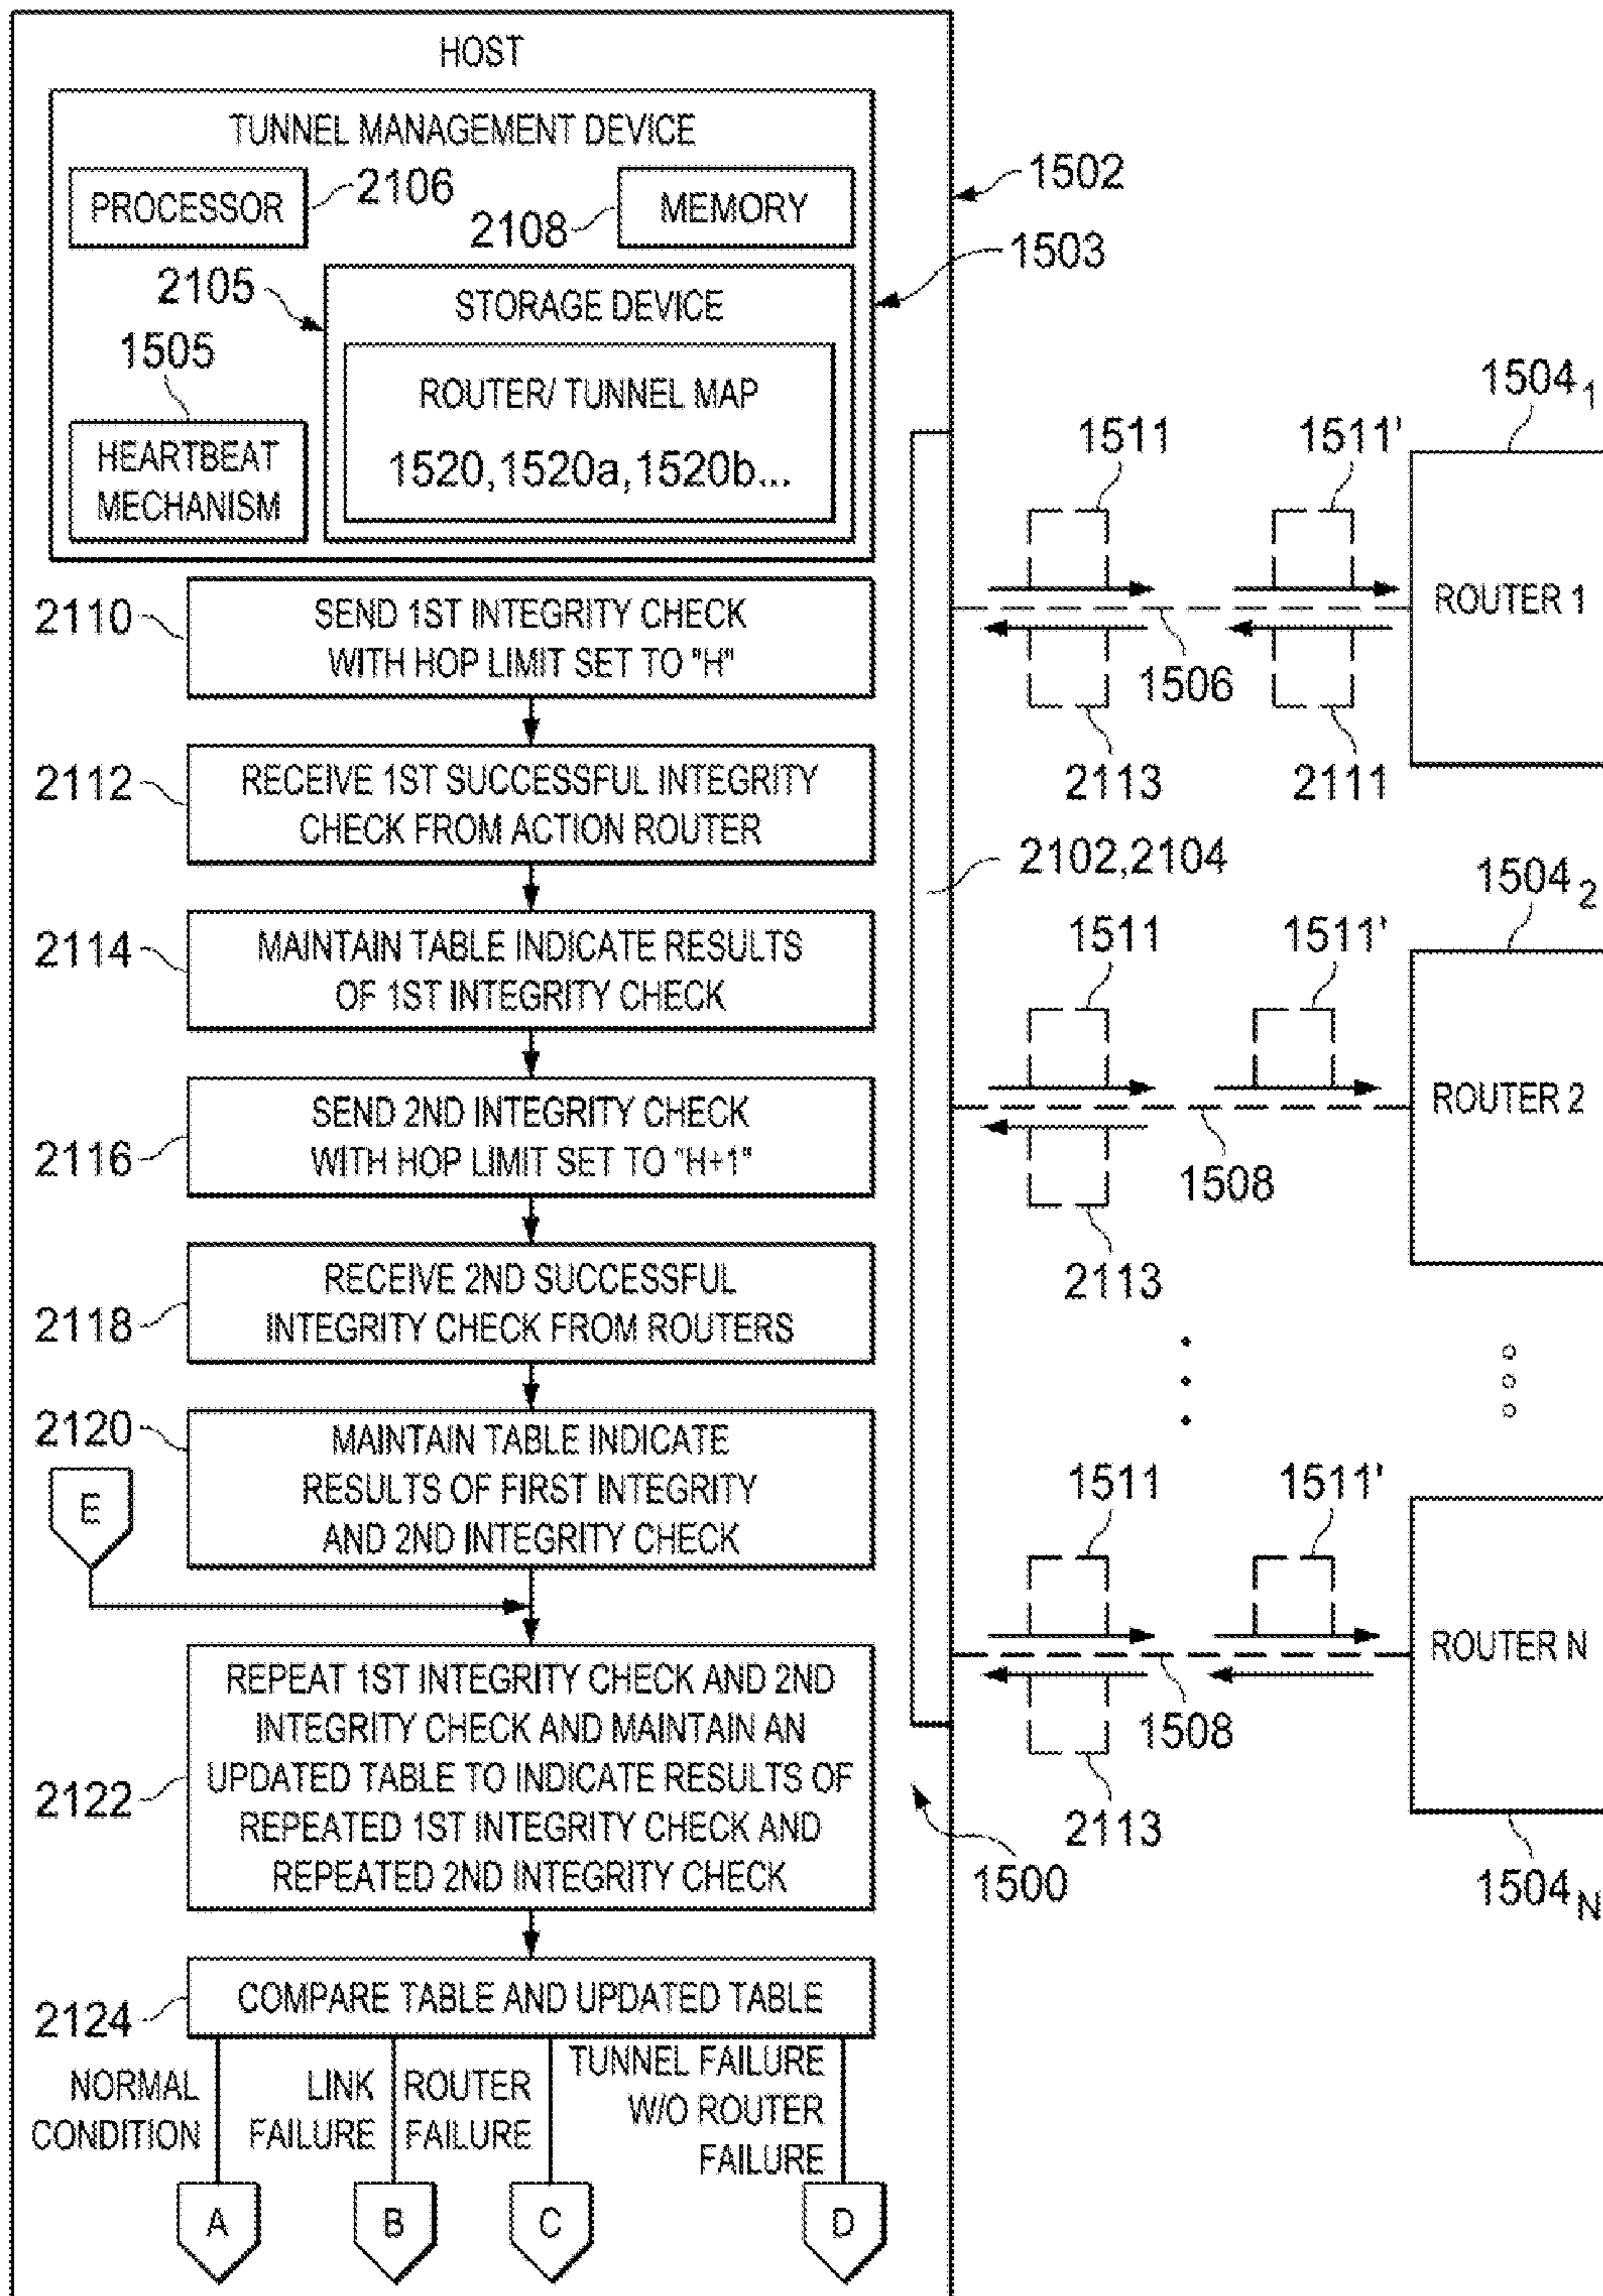 HOST
TUNNEL MANAGEMENT DEVICE
PROCESSOR
2106
2108
MEMORY
1502
1503
2105
STORAGE DEVICE
1505
ROUTER/ TUNNEL MAP
1520,1520a,1520b...
HEARTBEAT
MECHANISM
2110
SEND 1ST INTEGRITY CHECK
WITH HOP LIMIT SET TO "H"
2112
RECEIVE 1ST SUCCESSFUL INTEGRITY
CHECK FROM ACTION ROUTER
2114
MAINTAIN TABLE INDICATE RESULTS
OF 1ST INTEGRITY CHECK
2116
SEND 2ND INTEGRITY CHECK
WITH HOP LIMIT SET TO "H+1"
2118
RECEIVE 2ND SUCCESSFUL
INTEGRITY CHECK FROM ROUTERS
2120
MAINTAIN TABLE INDICATE
RESULTS OF FIRST INTEGRITY
AND 2ND INTEGRITY CHECK
E
2122
REPEAT 1ST INTEGRITY CHECK AND 2ND
INTEGRITY CHECK AND MAINTAIN AN
UPDATED TABLE TO INDICATE RESULTS OF
REPEATED 1ST INTEGRITY CHECK AND
REPEATED 2ND INTEGRITY CHECK
2124
COMPARE TABLE AND UPDATED TABLE
NORMAL
CONDITION
LINK
FAILURE
ROUTER
FAILURE
TUNNEL FAILURE
W/O ROUTER
FAILURE
A
B
C
D
1504 1
1511
1511'
ROUTER 1
1506
2113
2111
2102,2104
1504 2
1511
1511'
ROUTER 2
1508
2113
1511
1511'
ROUTER N
1508
2113
1500
1504 N